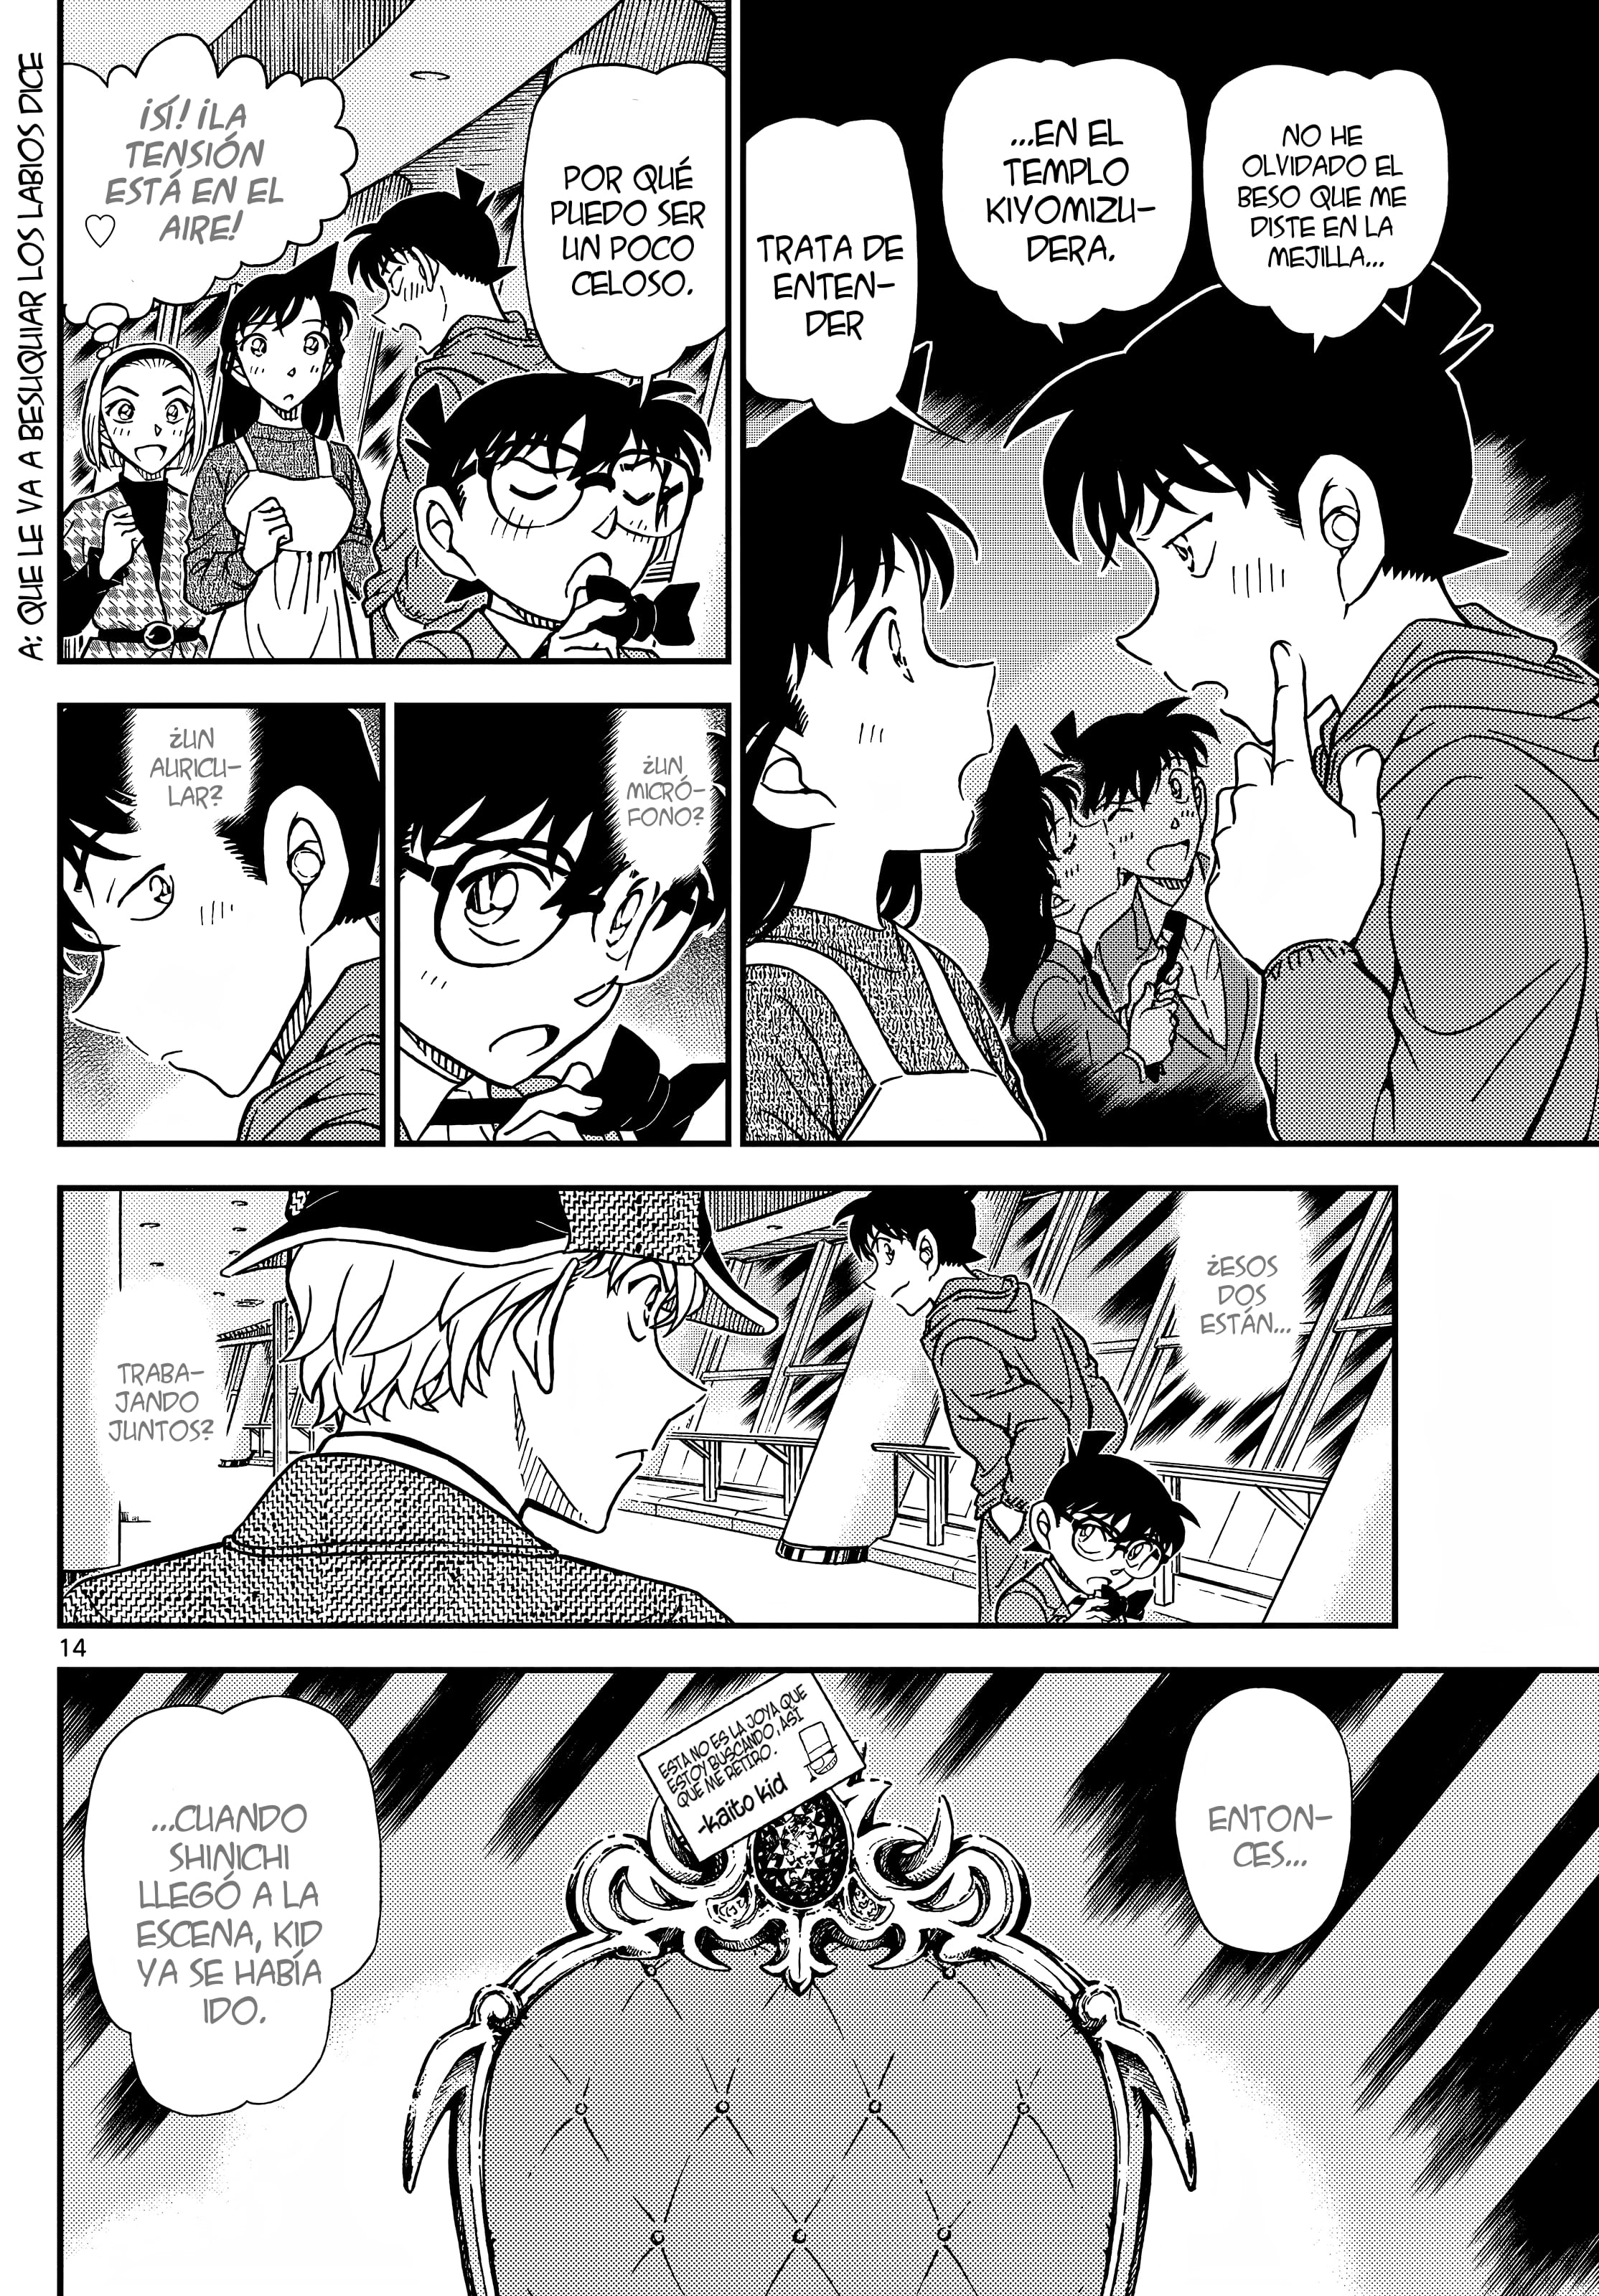 NO HE
OLVIDADO EL
BESO QUE ME
DISTE EN LA
MEJILLA...
...EN EL
TEMPLO
KIYOMIZU-
DERA.
TRATA DE
ENTEN-
DER
POR QUÉ
PUEDO SER
UN POCO
CELOSO.
¡SÍ! ¡LA
TENSIÓN
ESTÁ EN EL
AIRE!
♡
A: QUE LE VA A BESUQUIAR LOS LABIOS DICE
¿UN
MICRÓ-
FONO?
¿UN
AURICU-
LAR?
¿ESOS
DOS
ESTÁN...
TRABA-
JANDO
JUNTOS?
14
ENTON-
CES...
ESTA NO ES LA JOYA QUE
ESTOY BUSCANDO, ASÍ
QUE ME RETIRO.
-kaito kid
...CUANDO
SHINICHI
LLEGÓ A LA
ESCENA, KID
YA SE HABÍA
IDO.